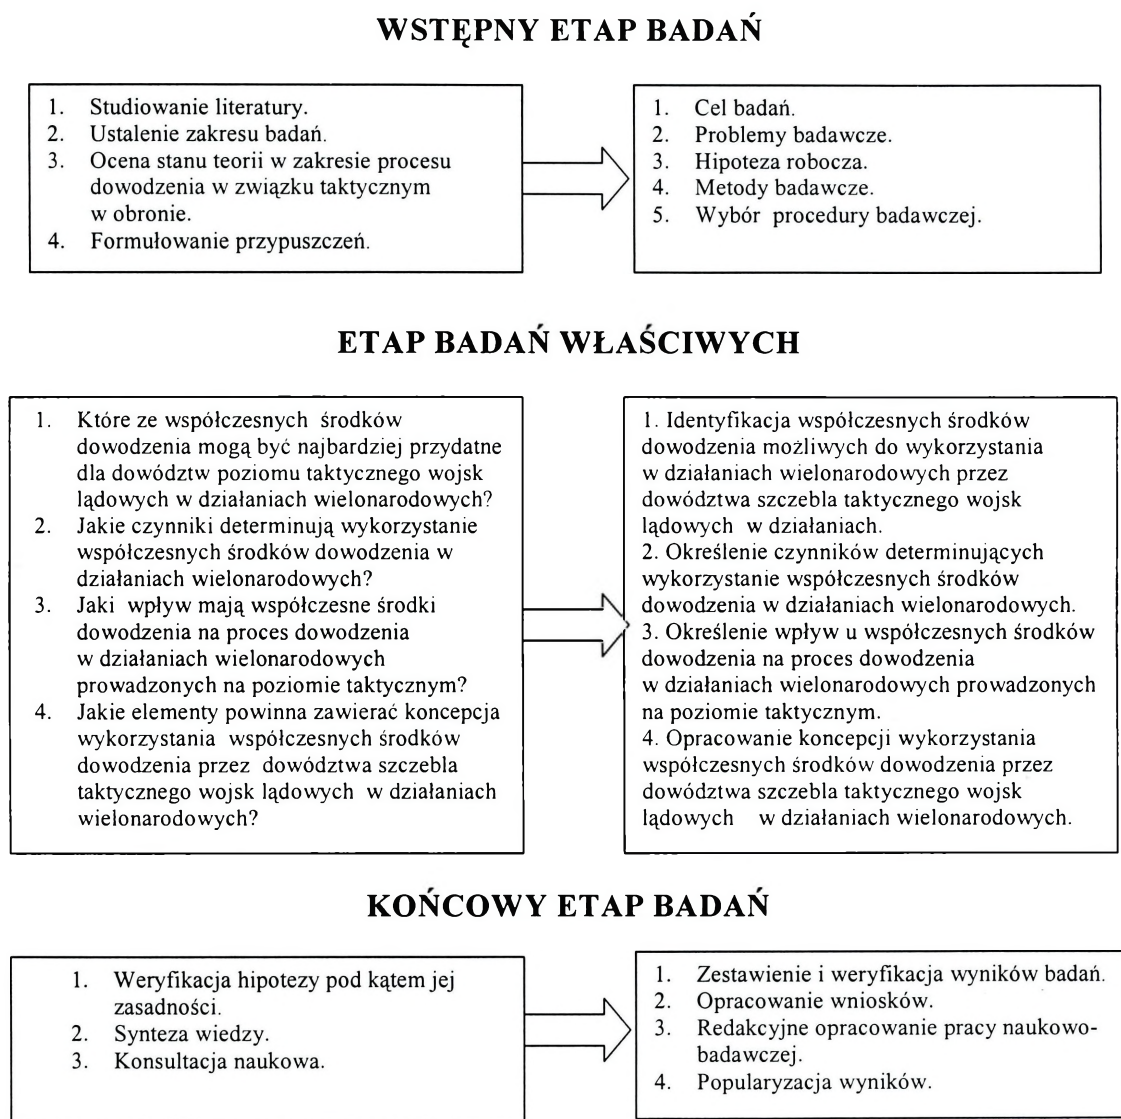 WSTĘPNY ETAP BADAŃ
1. Studiowanie literatury.
2. Ustalenie zakresu badań.
3. Ocena stanu teorii w zakresie procesu
dowodzenia w związku taktycznym
w obronie.
4. Formułowanie przypuszczeń.
1. Cel badań.
2. Problemy badawcze.
3. Hipoteza robocza.
4. Metody badawcze.
5. Wybór procedury badawczej.
ETAP BADAŃ WŁAŚCIWYCH
1. Które ze współczesnych środków
dowodzenia mogą być najbardziej przydatne
dla dowództw poziomu taktycznego wojsk
lądowych w działaniach wielonarodowych?
2. Jakie czynniki determinują wykorzystanie
współczesnych środków dowodzenia w
działaniach wielonarodowych?
3. Jaki wpływ mają współczesne środki
dowodzenia na proces dowodzenia
w działaniach wielonarodowych
prowadzonych na poziomie taktycznym?
4. Jakie elementy powinna zawierać koncepcja
wykorzystania współczesnych środków
dowodzenia przez dowództwa szczebla
taktycznego wojsk lądowych w działaniach
wielonarodowych?
1. Identyfikacja współczesnych środków
dowodzenia możliwych do wykorzystania
w działaniach wielonarodowych przez
dowództwa szczebla taktycznego wojsk
lądowych w działaniach.
2. Określenie czynników determinujących
wykorzystanie współczesnych środków
dowodzenia w działaniach wielonarodowych.
3. Określenie wpływ u współczesnych środków
dowodzenia na proces dowodzenia
w działaniach wielonarodowych prowadzonych
na poziomie taktycznym.
4. Opracowanie koncepcji wykorzystania
współczesnych środków dowodzenia przez
dowództwa szczebla taktycznego wojsk
lądowych w działaniach wielonarodowych.
KOŃCOWY ETAP BADAŃ
1. Weryfikacja hipotezy pod kątem jej
zasadności.
2. Synteza wiedzy.
3. Konsultacja naukowa.
1. Zestawienie i weryfikacja wyników badań.
2. Opracowanie wniosków.
3. Redakcyjne opracowanie pracy naukowo-
badawczej.
4. Popularyzacja wyników.